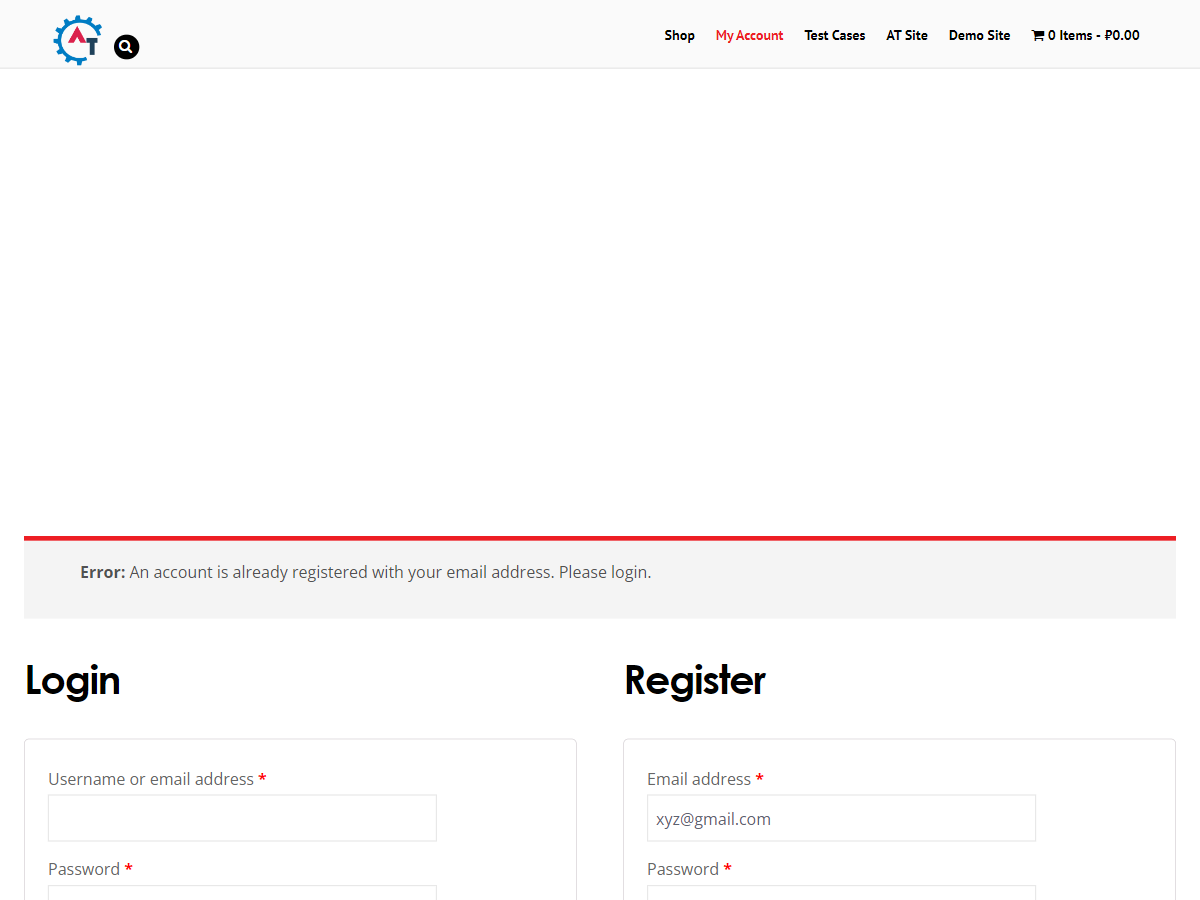 AT
Shop My Account Test Cases AT Site Demo Site 0 Items - ₽0.00
Error: An account is already registered with your email address. Please login.
Login
Register
Username or email address *
Password *
Email address *
xyz@gmail.com
Password *